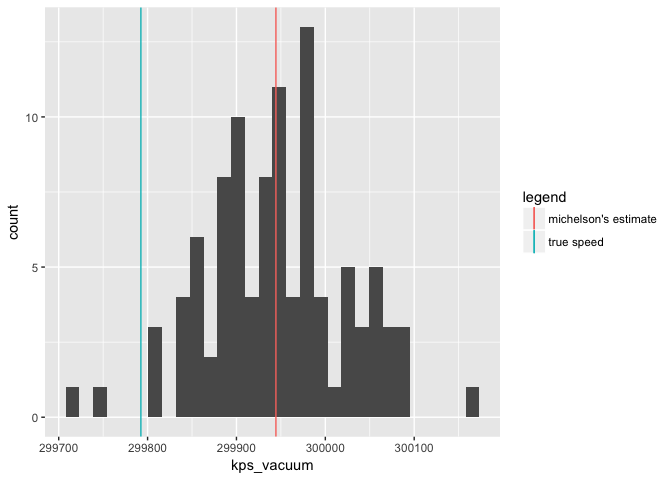 10
5
0
count
299700 299800 299900 300000 300100
kps_vacuum
legend
michelson's estimate
true speed